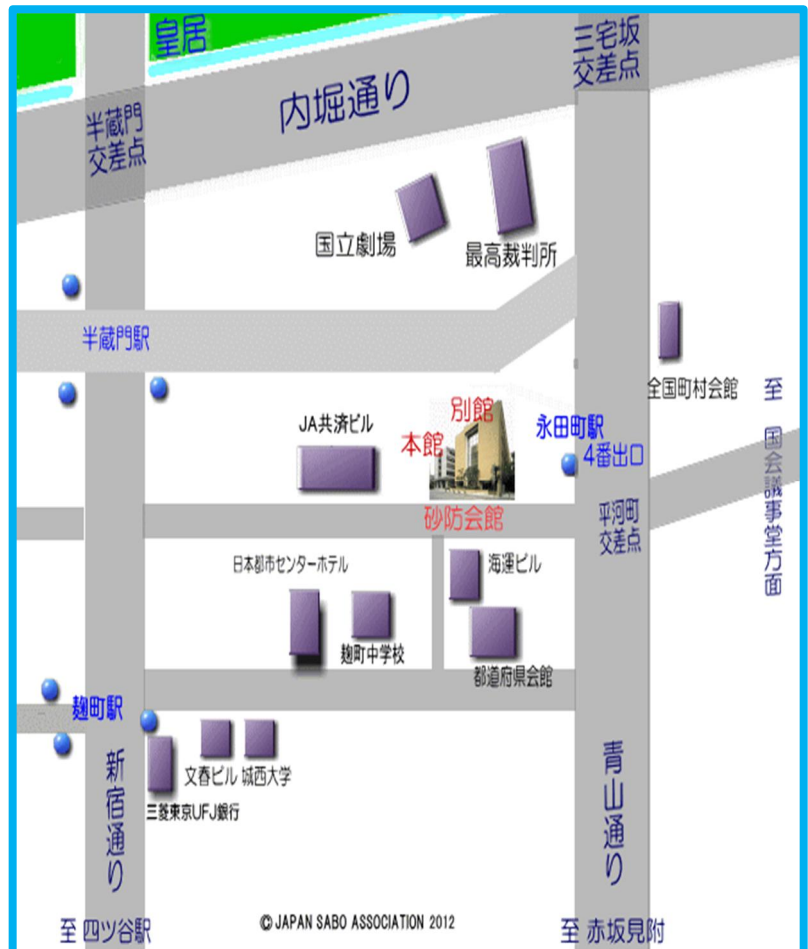 皇居
三宅坂
交差点
内堀通り
半蔵門
交差点
国立劇場
最高裁判所
半蔵門駅
全国町村会館
至 国会議事堂方面
別館
本館
JA共済ビル
永田町駅
4番出口
砂防会館
平河町
交差点
日本都市センターホテル
海運ビル
麹町中学校
都道府県会館
麹町駅
新宿通り
青山通り
文春ビル
城西大学
三菱東京UFJ銀行
至 四ツ谷駅
© JAPAN SABO ASSOCIATION 2012
至 赤坂見附